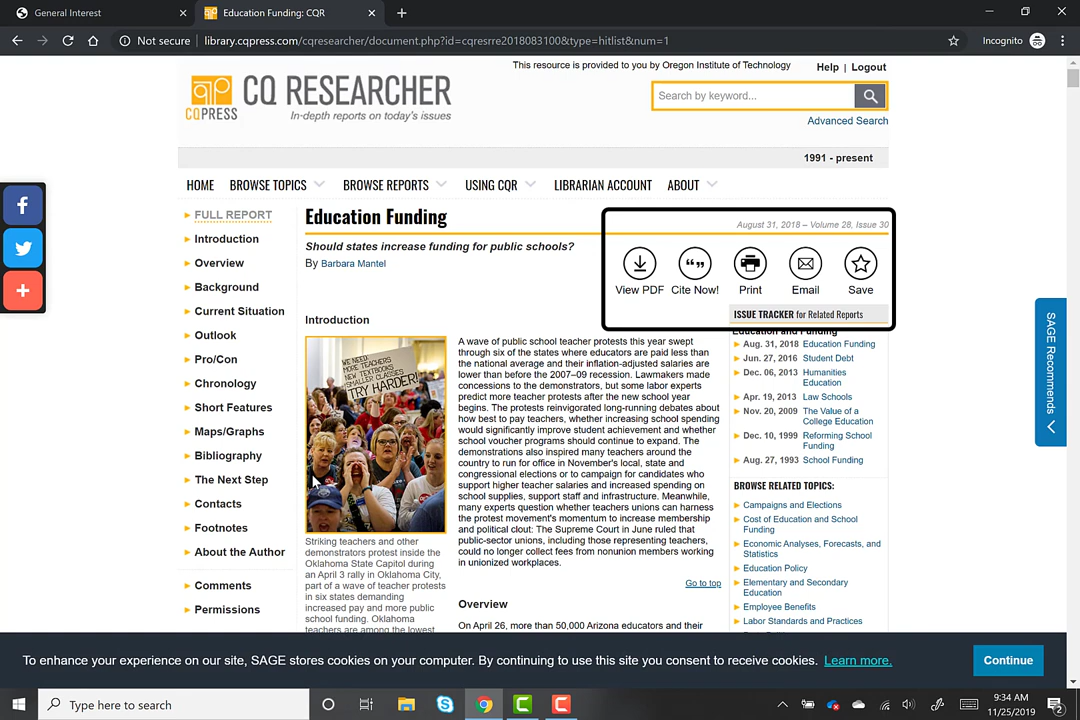 General Interest
Education Funding: CQR
Not secure
library.cqpress.com/cqresearcher/document.php?id=cqresrre2018083100&type=hitlist&num=1
Incognito
This resource is provided to you by Oregon Institute of Technology
Help | Logout
CQPRESS
CQ RESEARCHER
In-depth reports on today's issues
Search by keyword...
Advanced Search
1991 - present
HOME
BROWSE TOPICS
BROWSE REPORTS
USING CQR
LIBRARIAN ACCOUNT
ABOUT
FULL REPORT
Introduction
Overview
Background
Current Situation
Outlook
Pro/Con
Chronology
Short Features
Maps/Graphs
Bibliography
The Next Step
Contacts
Footnotes
About the Author
Comments
Permissions
Education Funding
Should states increase funding for public schools?
By Barbara Mantel
August 31, 2018 – Volume 28, Issue 30
View PDF
Cite Now!
Print
Email
Save
ISSUE TRACKER for Related Reports
Introduction
WE NEED
MORE TEACHERS
NEW TEXTBOOKS
SMALLER CLASSES
TRY HARDER!
Striking teachers and other
demonstrators protest inside the
Oklahoma State Capitol during
an April 3 rally in Oklahoma City,
part of a wave of teacher protests
in six states demanding
increased pay and more public
school funding. Oklahoma
teachers are among the lowest
A wave of public school teacher protests this year swept
through six of the states where educators are paid less than
the national average and their inflation-adjusted salaries are
lower than before the 2007–09 recession. Lawmakers made
concessions to the demonstrators, but some labor experts
predict more teacher protests after the new school year
begins. The protests reinvigorated long-running debates about
how best to pay teachers, whether increasing school spending
would significantly improve student achievement and whether
school voucher programs should continue to expand. The
demonstrations also inspired many teachers around the
country to run for office in November's local, state and
congressional elections or to campaign for candidates who
support higher teacher salaries and increased spending on
school supplies, support staff and infrastructure. Meanwhile,
many experts question whether teachers unions can harness
the protest movement's momentum to increase membership
and political clout: The Supreme Court in June ruled that
public-sector unions, including those representing teachers,
could no longer collect fees from nonunion members working
in unionized workplaces.
Go to top
Overview
On April 26, more than 50,000 Arizona educators and their
Education and Funding
Aug. 31, 2018 Education Funding
Jun. 27, 2016 Student Debt
Dec. 06, 2013 Humanities
Education
Apr. 19, 2013 Law Schools
Nov. 20, 2009 The Value of a
College Education
Dec. 10, 1999 Reforming School
Funding
Aug. 27, 1993 School Funding
BROWSE RELATED TOPICS:
Campaigns and Elections
Cost of Education and School
Funding
Economic Analyses, Forecasts, and
Statistics
Education Policy
Elementary and Secondary
Education
Employee Benefits
Labor Standards and Practices
SAGE Recommends
To enhance your experience on our site, SAGE stores cookies on your computer. By continuing to use this site you consent to receive cookies. Learn more.
Continue
Type here to search
9:34 AM
11/25/2019
2